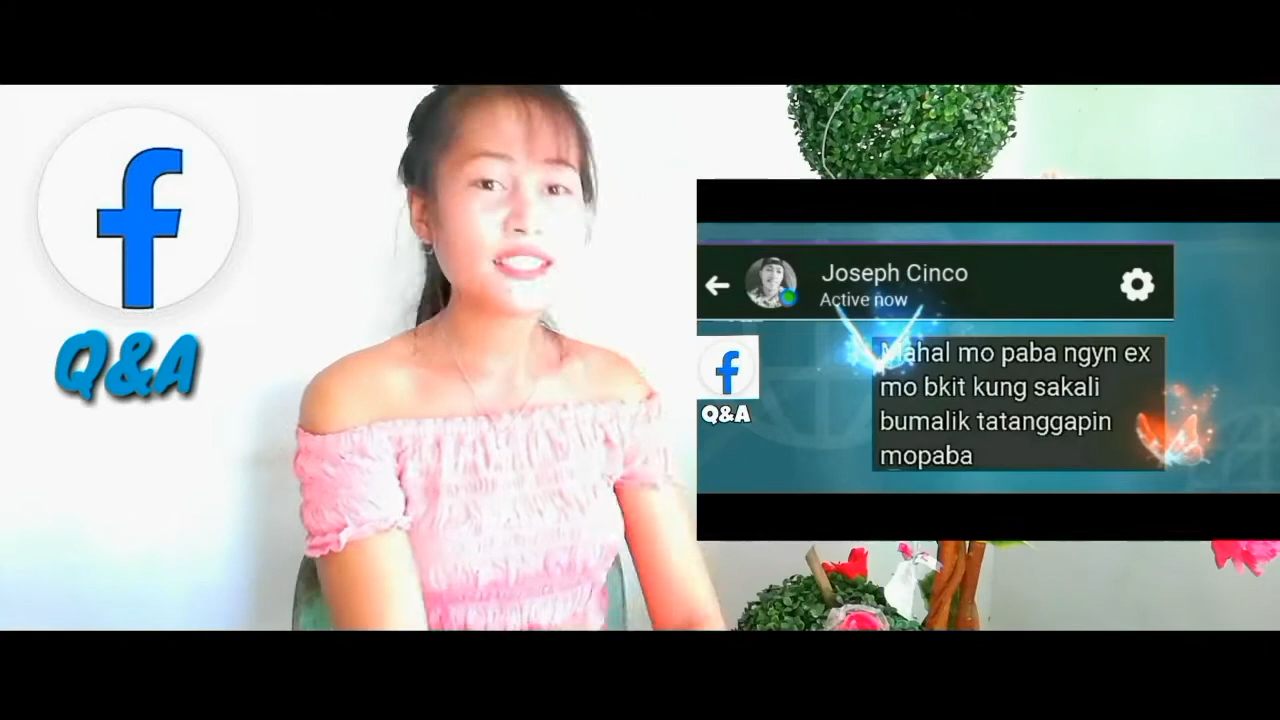 f
Q&A
Joseph Cinco
Active now
f
Q&A
Mahal mo paba ngyn ex
mo bkit kung sakali
bumalik tatanggapin
mopaba